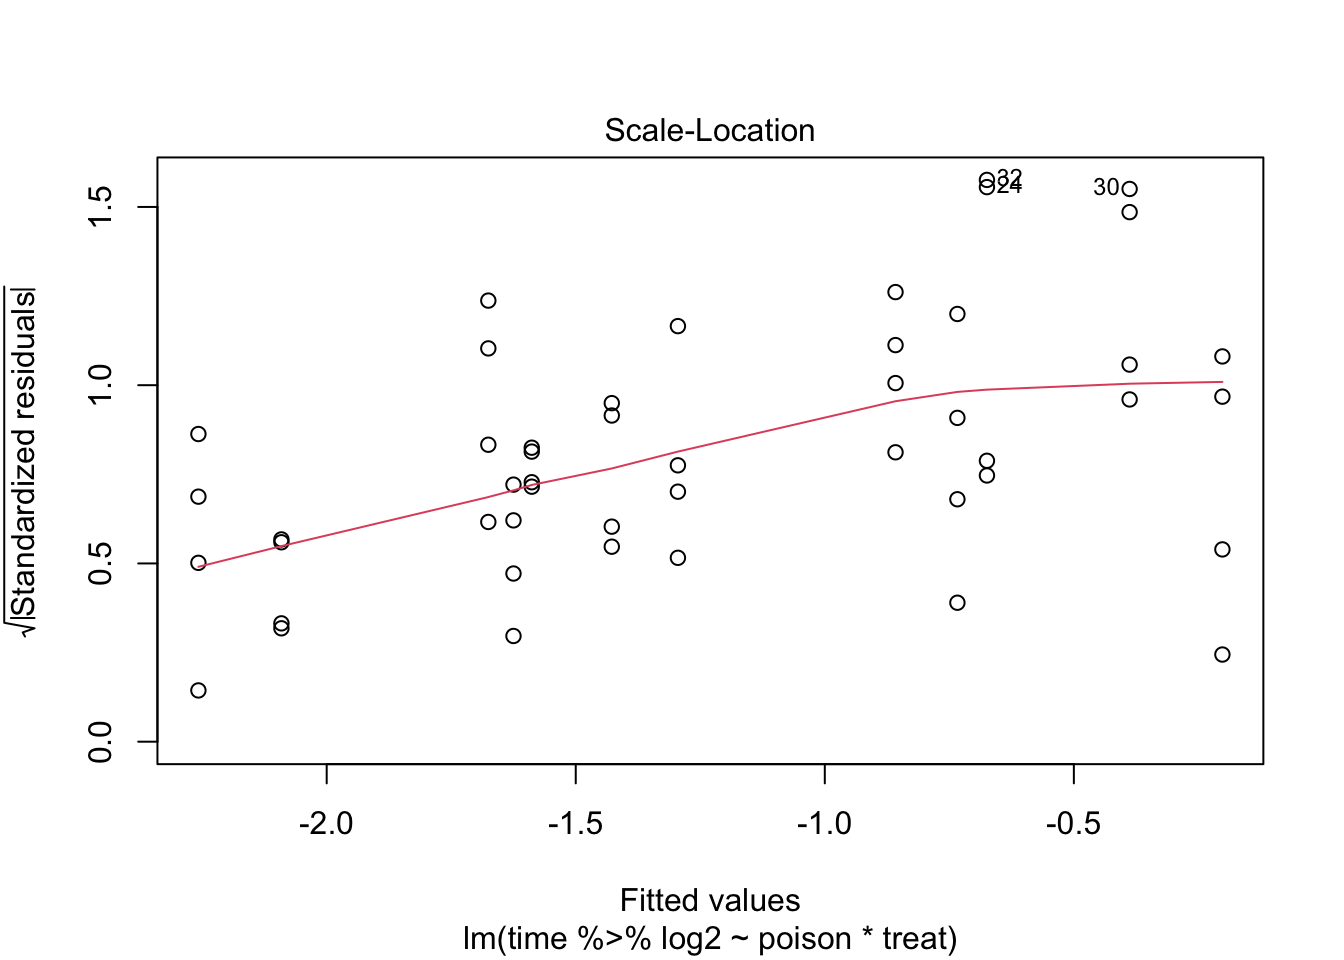 Scale-Location
√|Standardized residuals|
1.5
1.0
0.5
0.0
32
24
30
-2.0
-1.5
-1.0
-0.5
Fitted values
lm(time %>% log2 ~ poison * treat)